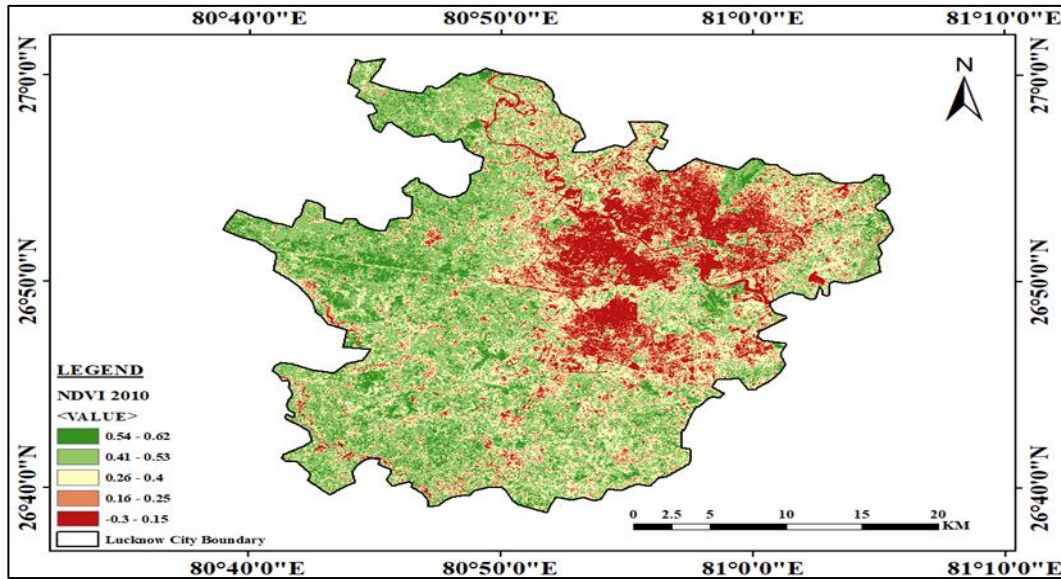 80°40'0"E 80°50'0"E 81°0'0"E 81°10'0"E
27°0'0"N
26°50'0"N
26°40'0"N
N
27°0'0"N
26°50'0"N
26°40'0"N
LEGEND
NDVI 2010
<VALUE>
0.54 - 0.62
0.41 - 0.53
0.26 - 0.4
0.16 - 0.25
-0.3 - 0.15
Lucknow City Boundary
0 2.5 5 10 15 20
KM
80°40'0"E 80°50'0"E 81°0'0"E 81°10'0"E